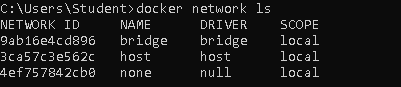 C:\Users\Student>docker network ls
NETWORK ID     NAME      DRIVER    SCOPE
9ab16e4cd896   bridge    bridge    local
3ca57c3e562c   host      host      local
4ef757842cb0   none      null      local